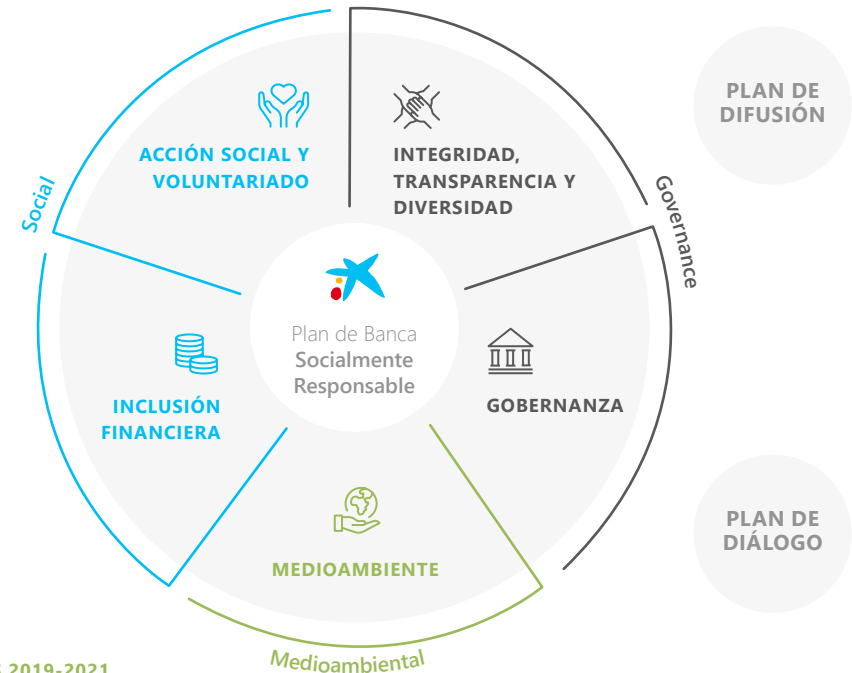 PLAN DE
DIFUSIÓN
ACCIÓN SOCIAL Y
VOLUNTARIADO
INTEGRIDAD,
TRANSPARENCIA Y
DIVERSIDAD
Social
Governance
Plan de Banca
Socialmente
Responsable
INCLUSIÓN
FINANCIERA
GOBERNANZA
PLAN DE
DIÁLOGO
MEDIOAMBIENTE
Medioambiental
2019-2021